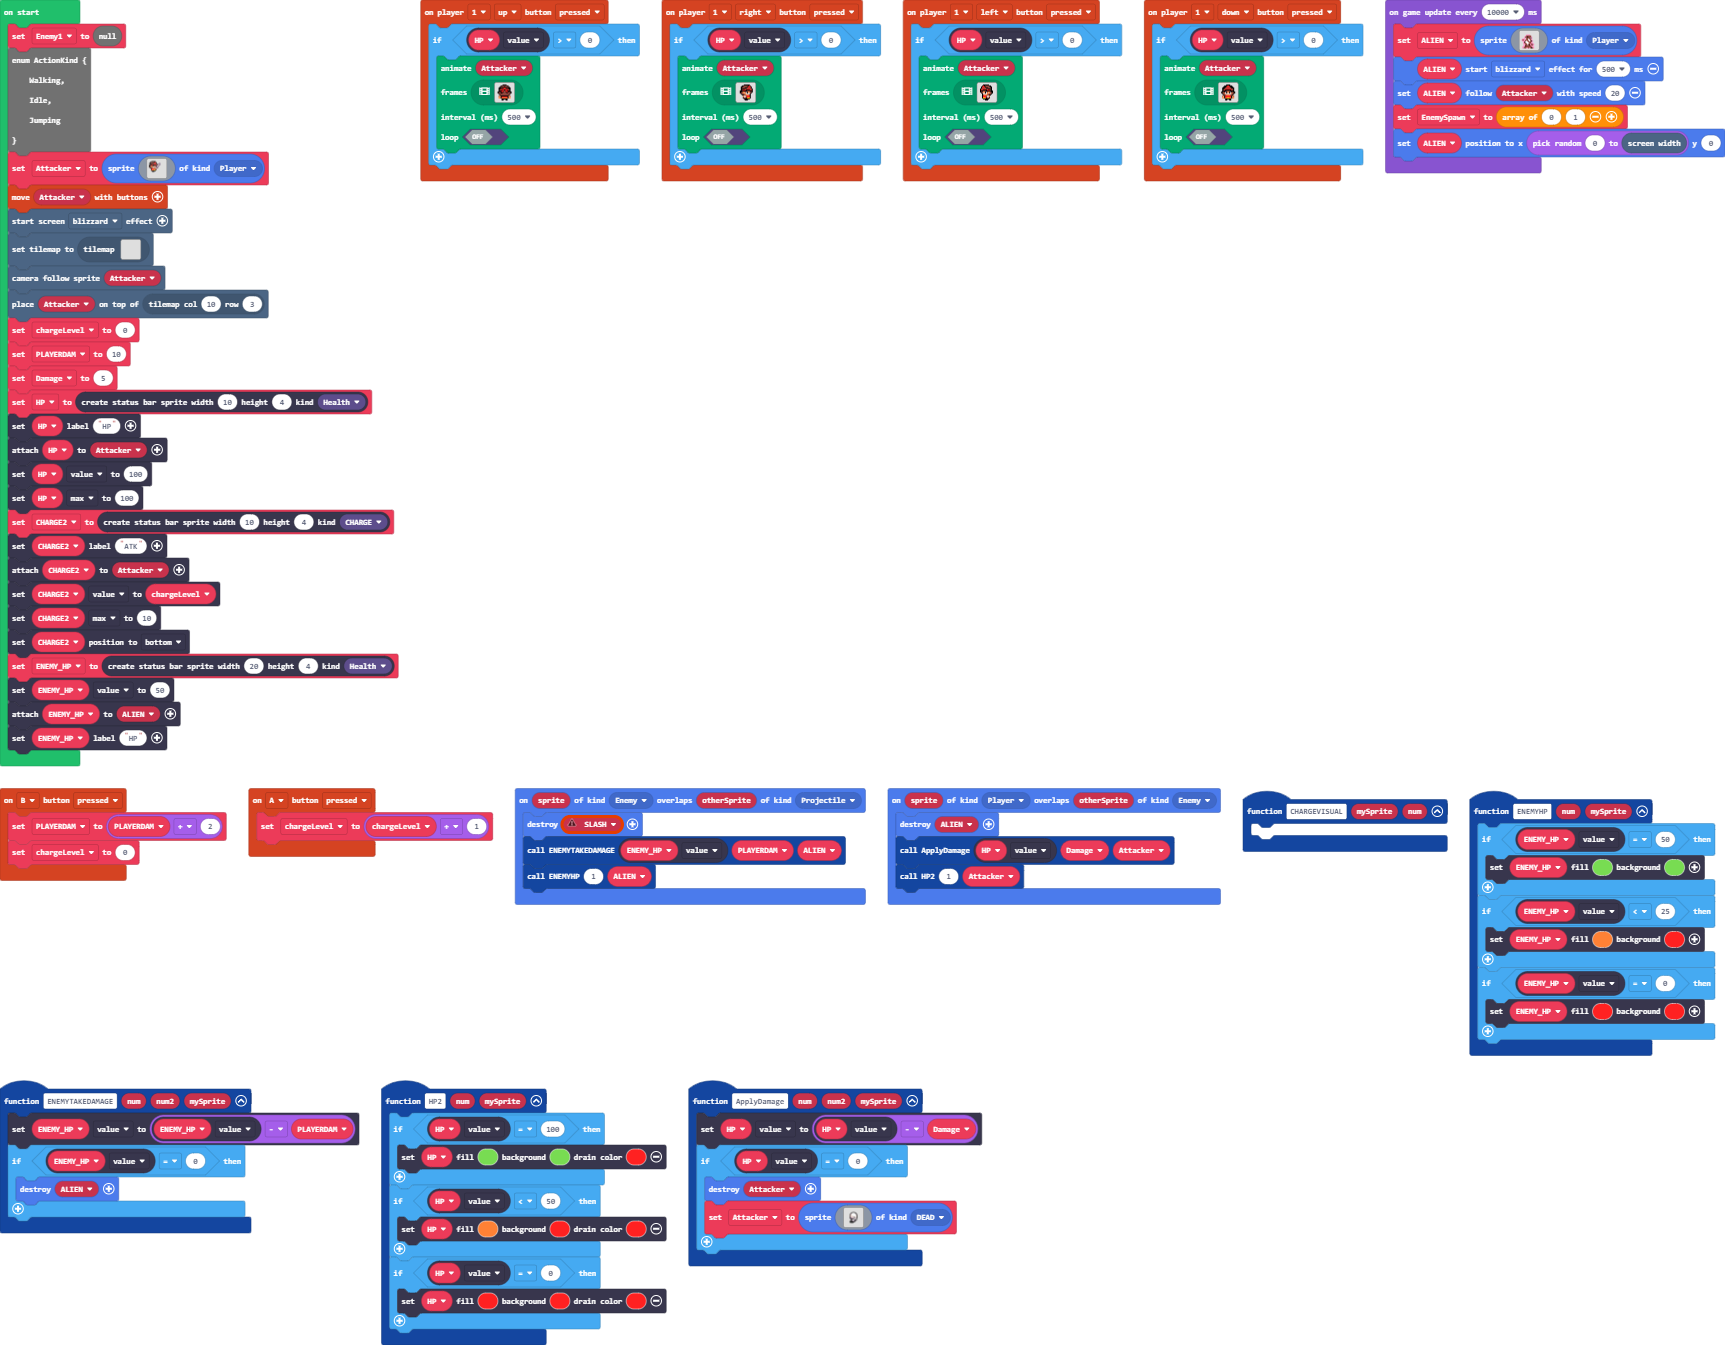 on start
set Enemy1 to null
enum ActionKind {
Walking,
Idle,
Jumping
}
set Attacker to sprite of kind Player
move Attacker with buttons
start screen blizzard effect
set tilemap to tilemap
camera follow sprite Attacker
place Attacker on top of tilemap col 10 row 3
set chargeLevel to 0
set PLAYERDAM to 10
set Damage to 5
set HP to create status bar sprite width 10 height 4 kind Health
set HP label "HP"
attach HP to Attacker
set HP value to 100
set HP max to 100
set CHARGE2 to create status bar sprite width 10 height 4 kind CHARGE
set CHARGE2 label "ATK"
attach CHARGE2 to Attacker
set CHARGE2 value to chargeLevel
set CHARGE2 max to 10
set CHARGE2 position to bottom
set ENEMY_HP to create status bar sprite width 20 height 4 kind Health
set ENEMY_HP value to 50
attach ENEMY_HP to ALIEN
set ENEMY_HP label "HP"
on player 1 up button pressed
if HP value > 0 then
animate Attacker
frames
interval (ms) 500
loop OFF
on player 1 right button pressed
if HP value > 0 then
animate Attacker
frames
interval (ms) 500
loop OFF
on player 1 left button pressed
if HP value > 0 then
animate Attacker
frames
interval (ms) 500
loop OFF
on player 1 down button pressed
if HP value > 0 then
animate Attacker
frames
interval (ms) 500
loop OFF
on game update every 10000 ms
set ALIEN to sprite of kind Player
ALIEN start blizzard effect for 500 ms
set ALIEN follow Attacker with speed 20
set EnemySpawn to array of 0 1
set ALIEN position to x pick random 0 to screen width y 0
on B button pressed
set PLAYERDAM to PLAYERDAM + 2
set chargeLevel to 0
on A button pressed
set chargeLevel to chargeLevel + 1
on sprite of kind Enemy overlaps otherSprite of kind Projectile
destroy SLASH
call ENEMYTAKEDAMAGE ENEMY_HP value PLAYERDAM ALIEN
call ENEMYHP 1 ALIEN
on sprite of kind Player overlaps otherSprite of kind Enemy
destroy ALIEN
call ApplyDamage HP value Damage Attacker
call HP2 1 Attacker
function CHARGEVISUAL mySprite num
function ENEMYHP num mySprite
if ENEMY_HP value = 50 then
set ENEMY_HP fill background
if ENEMY_HP value < 25 then
set ENEMY_HP fill background
if ENEMY_HP value = 0 then
set ENEMY_HP fill background
function ENEMYTAKEDAMAGE num num2 mySprite
set ENEMY_HP value to ENEMY_HP value - PLAYERDAM
if ENEMY_HP value = 0 then
destroy ALIEN
function HP2 num mySprite
if HP value = 100 then
set HP fill background drain color
if HP value < 50 then
set HP fill background drain color
if HP value = 0 then
set HP fill background drain color
function ApplyDamage num num2 mySprite
set HP value to HP value - Damage
if HP value = 0 then
destroy Attacker
set Attacker to sprite of kind DEAD